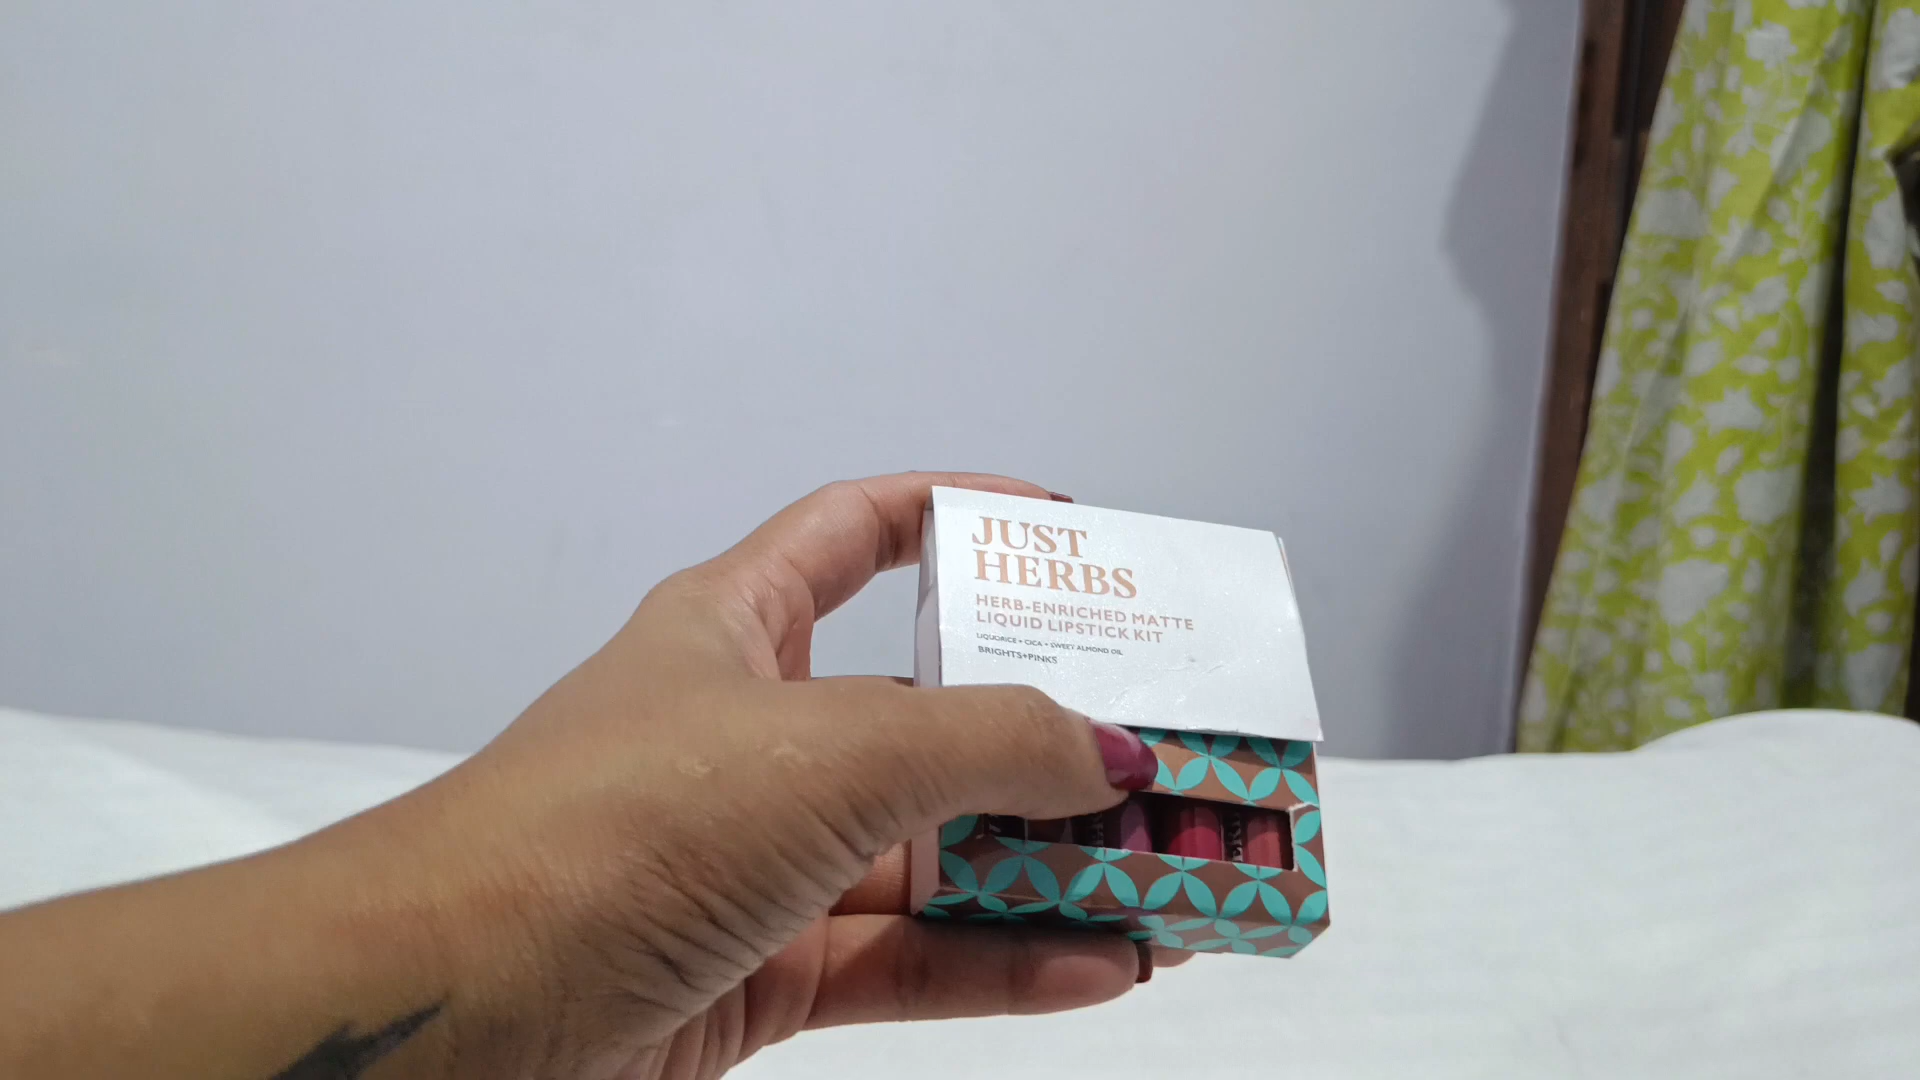 JUST
HERBS
HERB-ENRICHED MATTE
LIQUID LIPSTICK KIT
LIQUORICE + CICA + SWEET ALMOND OIL
BRIGHTS+PINKS